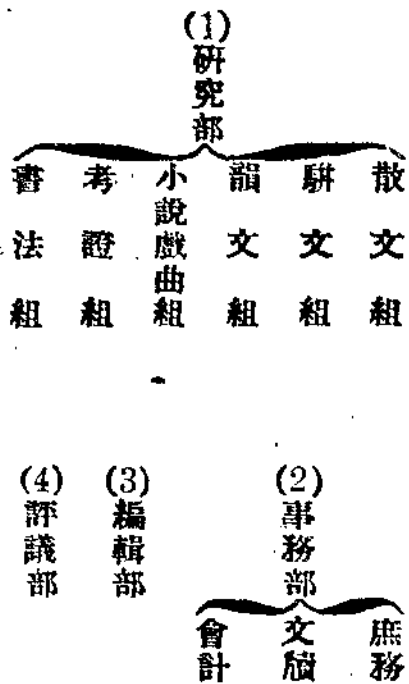 (1)研究部
散文組
駢文組
韻文組
小說戲曲組
考證組
書法組
(2)事務部
庶務
文牘
會計
(3)編輯部
(4)評議部